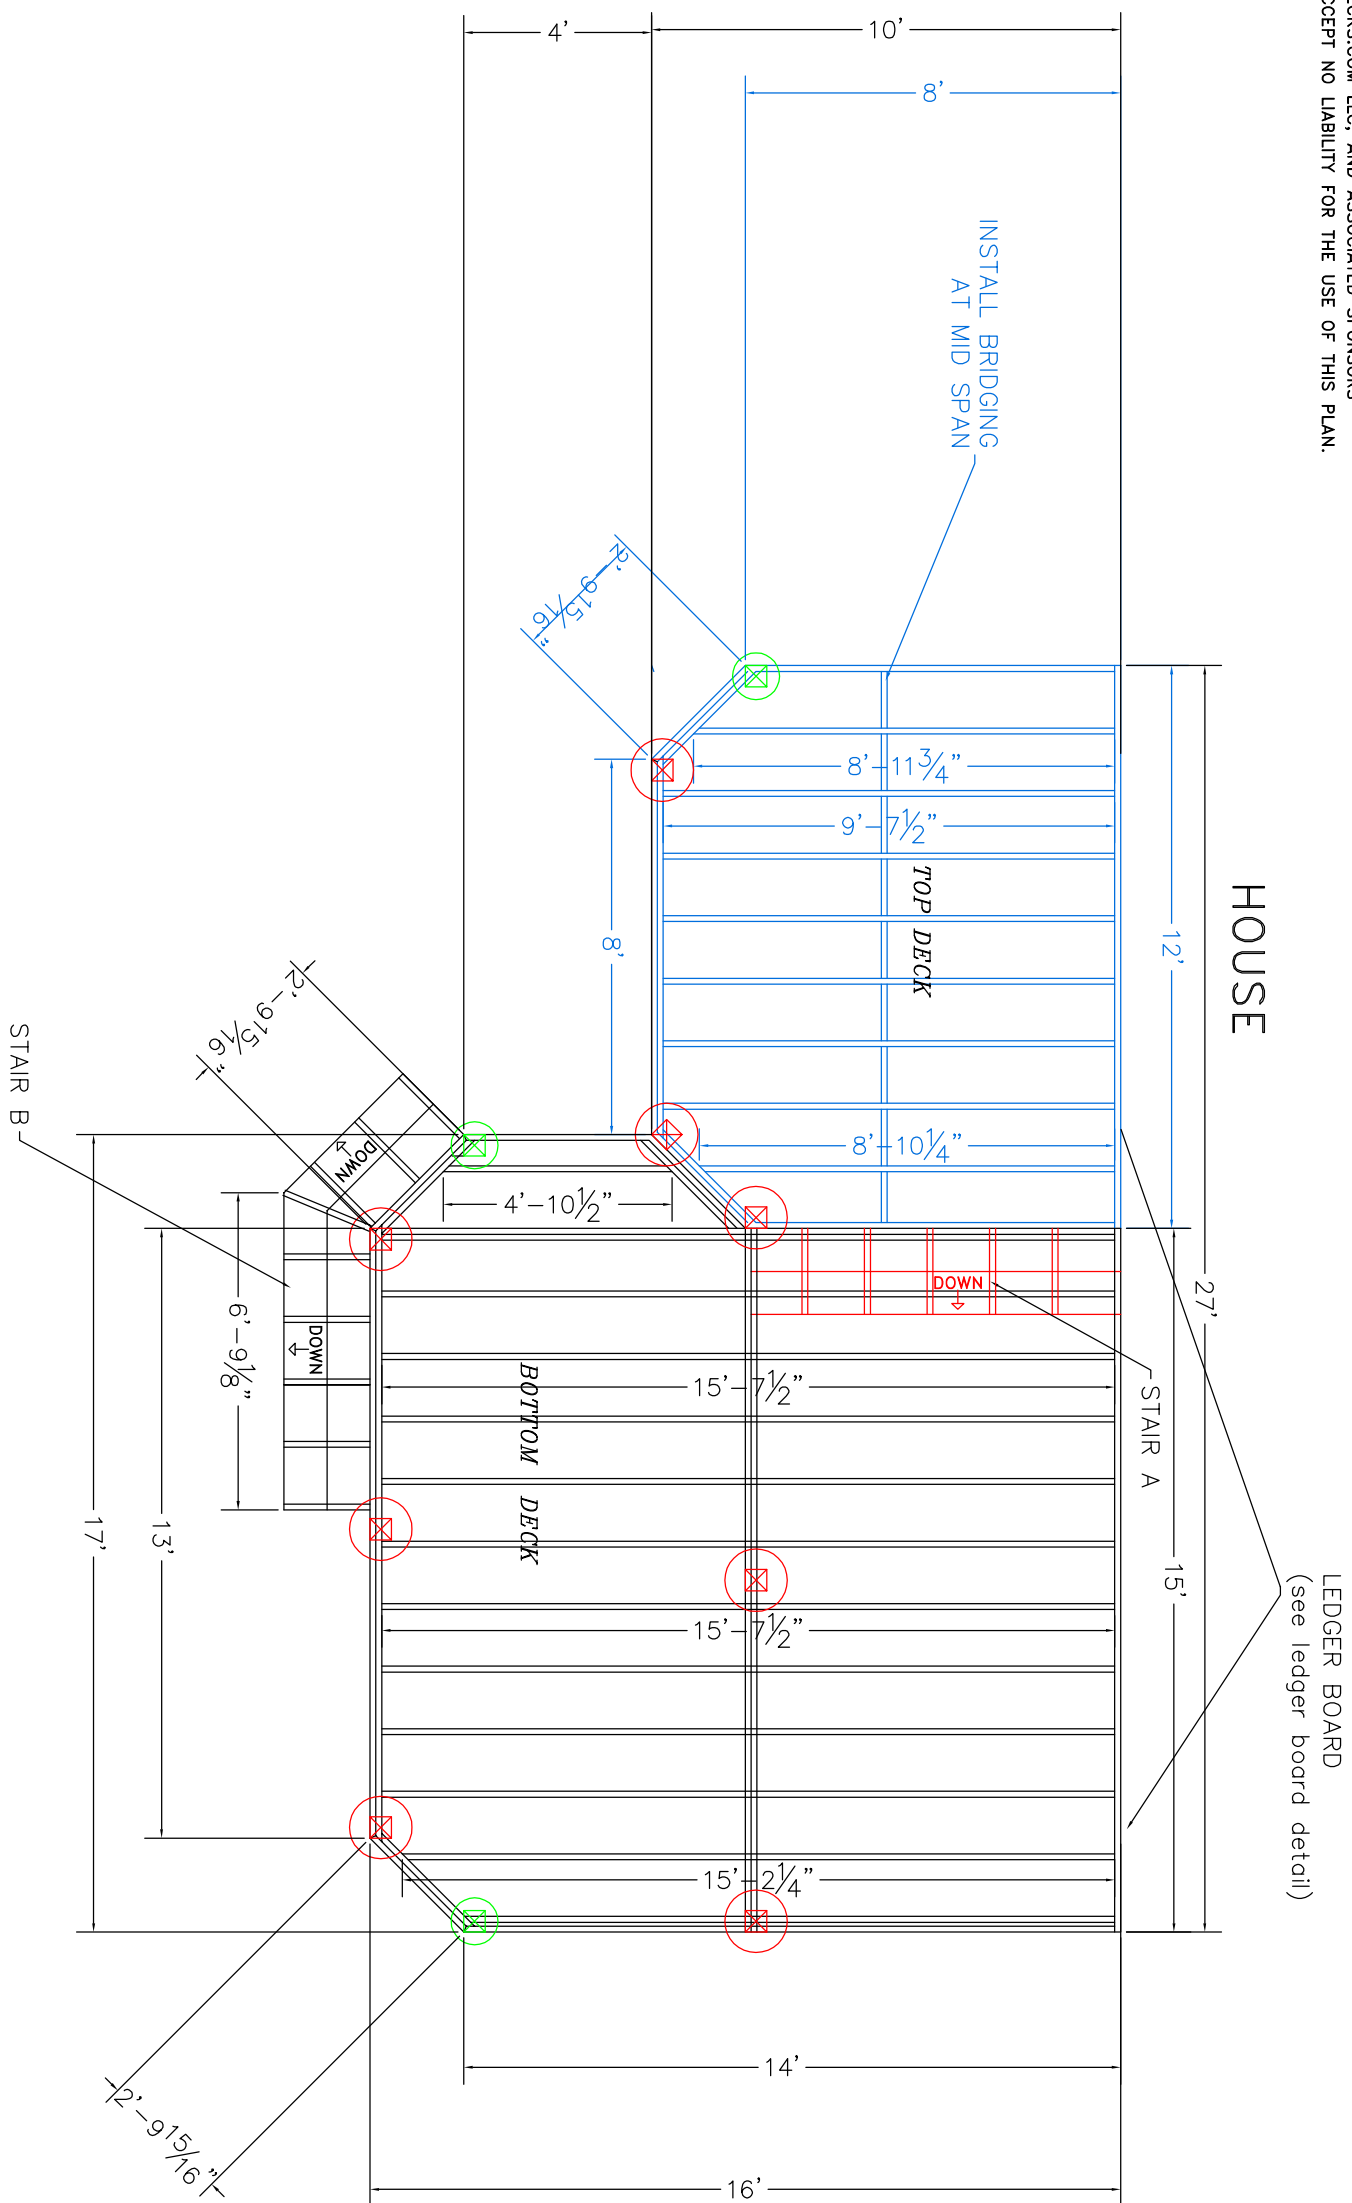 CCEPT NO LIABILITY FOR THE USE OF THIS PLAN.
4'
10'
8'
INSTALL BRIDGING
AT MID SPAN
2'-9 15/16"
8'-11 3/4"
9'-7 1/2"
TOP DECK
HOUSE
12'
8'
8'-10 1/4"
2'-9 15/16"
STAIR B
DOWN
4'-10 1/2"
27'
DOWN
STAIR A
6'-9 1/8"
DOWN
BOTTOM DECK
15'-7 1/2"
13'
17'
15'
LEDGER BOARD
(see ledger board detail)
15'-7 1/2"
15'-2 1/4"
14'
2'-9 15/16"
16'